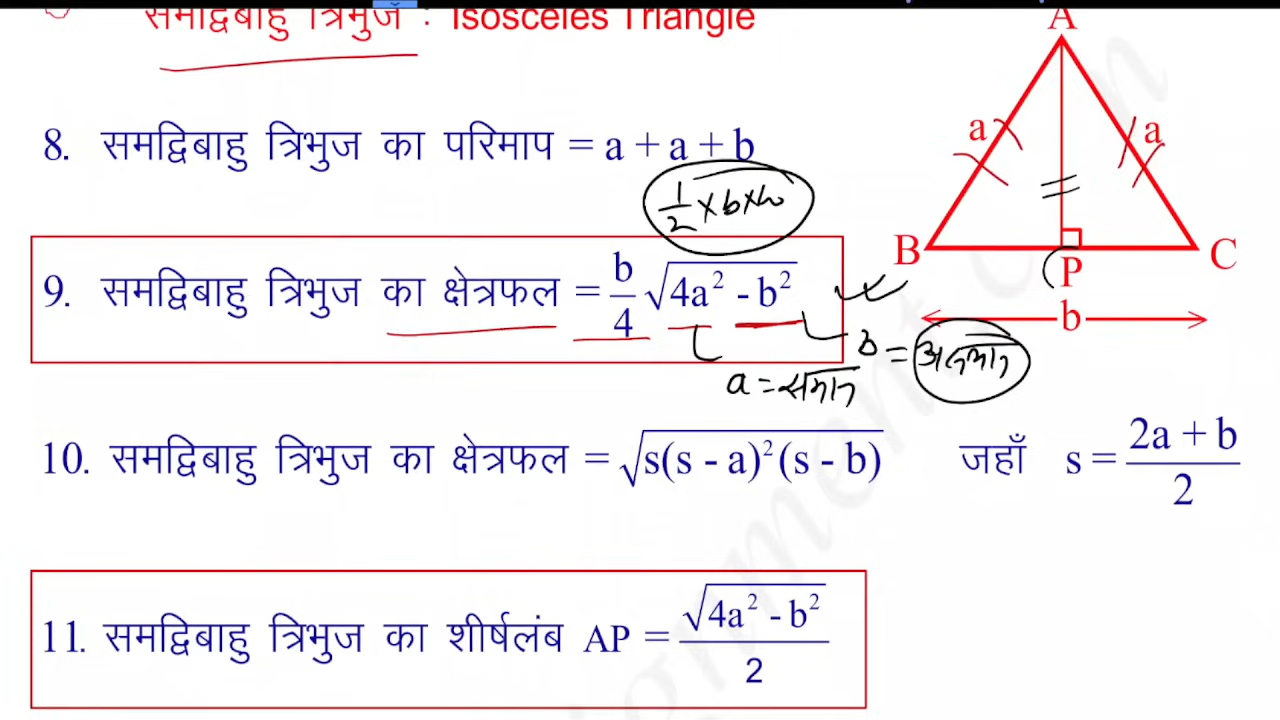 समद्विबाहु त्रिभुज : Isosceles Triangle
8. समद्विबाहु त्रिभुज का परिमाप = a + a + b
1/2 × b × h
9. समद्विबाहु त्रिभुज का क्षेत्रफल = b/4 √(4a² - b²)
a = समान
b = असमान
10. समद्विबाहु त्रिभुज का क्षेत्रफल = √(s(s - a)²(s - b)) जहाँ s = (2a + b)/2
11. समद्विबाहु त्रिभुज का शीर्षलंब AP = √(4a² - b²)/2
A
a a
B P C
b